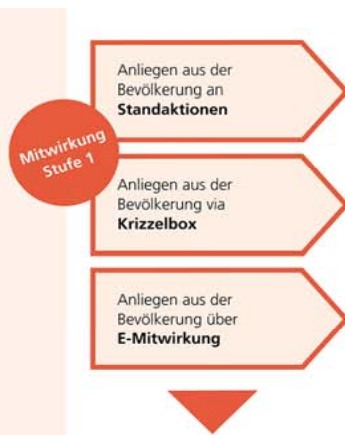 Anliegen aus der
Bevölkerung an
Standaktionen
Mitwirkung
Stufe 1
Anliegen aus der
Bevölkerung via
Krizzelbox
Anliegen aus der
Bevölkerung über
E-Mitwirkung